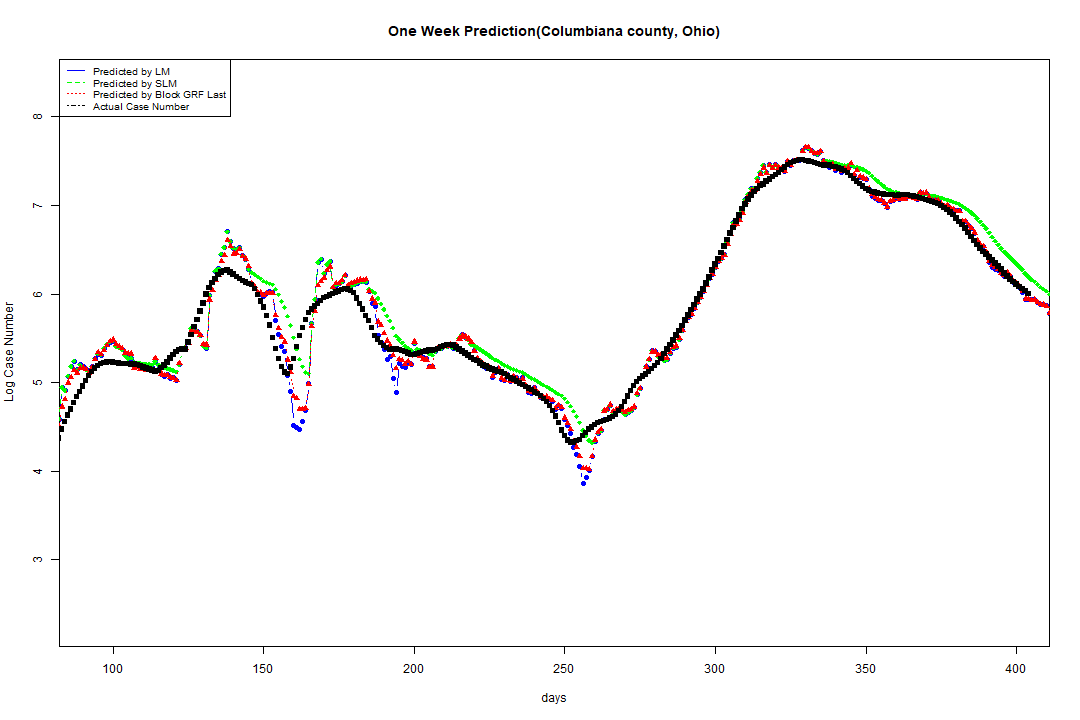 One Week Prediction(Columbiana county, Ohio)
Predicted by LM
Predicted by SLM
Predicted by Block GRF Last
Actual Case Number
8
7
6
5
4
3
Log Case Number
100 150 200 250 300 350 400
days